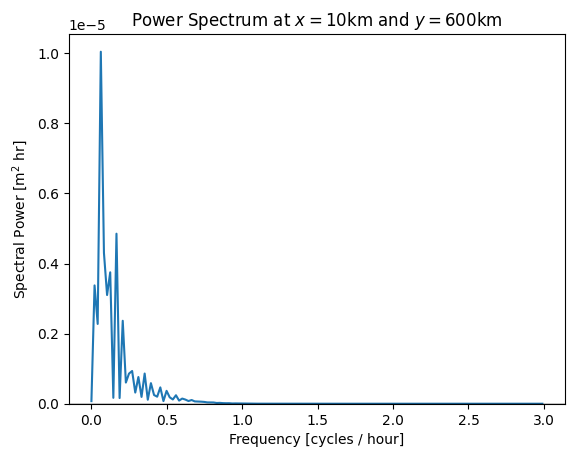 Power Spectrum at x = 10km and y = 600km
1e−5
1.0
0.8
0.6
0.4
0.2
0.0
Spectral Power [m² hr]
0.0 0.5 1.0 1.5 2.0 2.5 3.0
Frequency [cycles / hour]